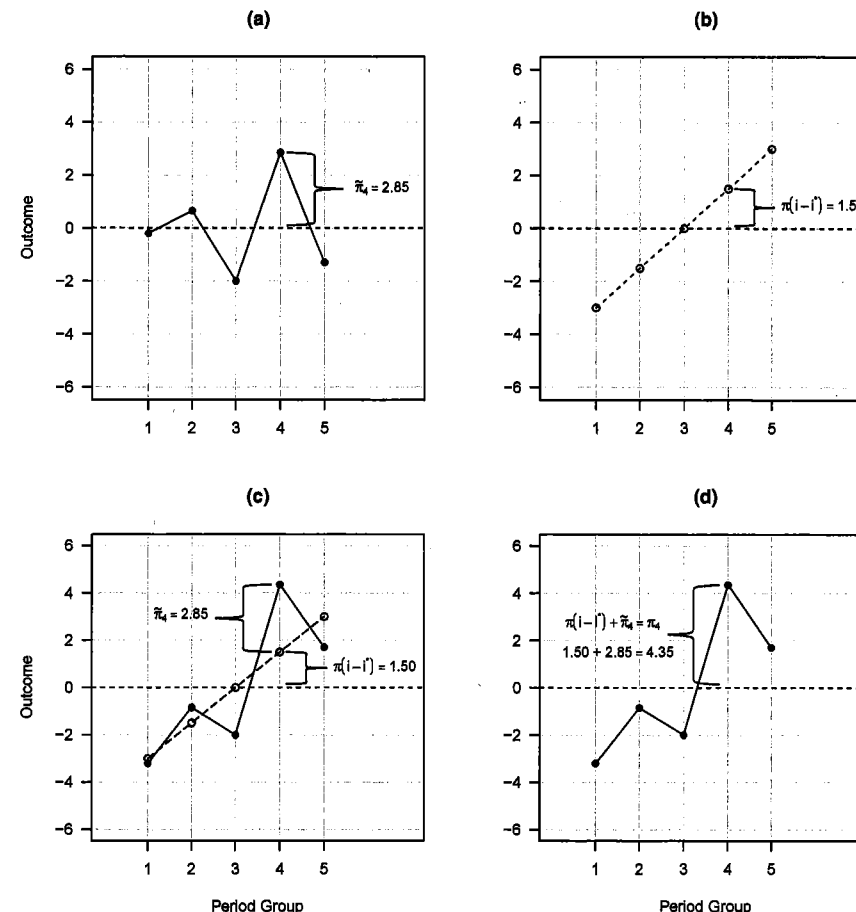 (a)
6
4
2
0
−2
−4
−6
Outcome
π̃₄ = 2.85
1 2 3 4 5
(b)
6
4
2
0
−2
−4
−6
π(i−i*) = 1.5
1 2 3 4 5
(c)
6
4
2
0
−2
−4
−6
Outcome
π̃₄ = 2.85
π(i−i*) = 1.50
1 2 3 4 5
Period Group
(d)
6
4
2
0
−2
−4
−6
π(i−i*) + π̃₄ = π₄
1.50 + 2.85 = 4.35
1 2 3 4 5
Period Group